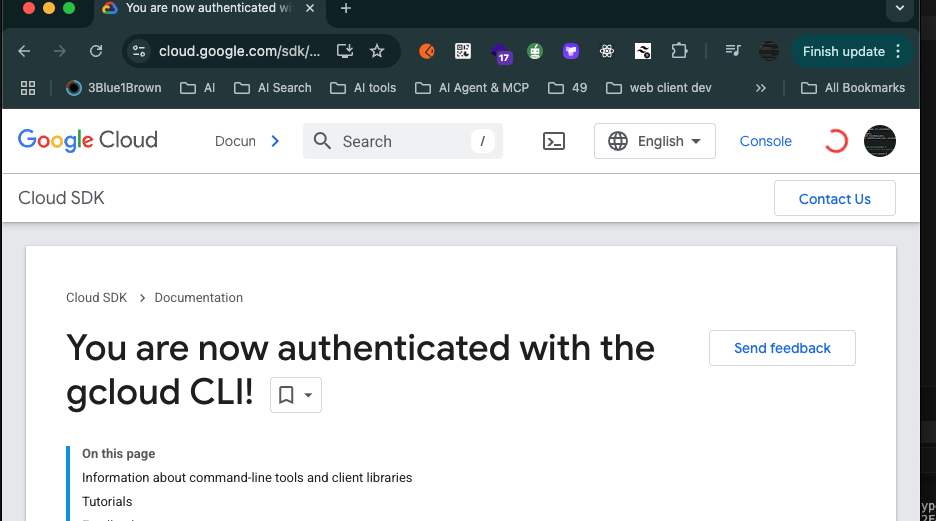 You are now authenticated wi
cloud.google.com/sdk/...
17
Finish update
3Blue1Brown
AI
AI Search
AI tools
AI Agent & MCP
49
web client dev
»
All Bookmarks
Google Cloud
Docun
Search
/
English
Console
Cloud SDK
Contact Us
Cloud SDK > Documentation
You are now authenticated with the
gcloud CLI!
Send feedback
On this page
Information about command-line tools and client libraries
Tutorials